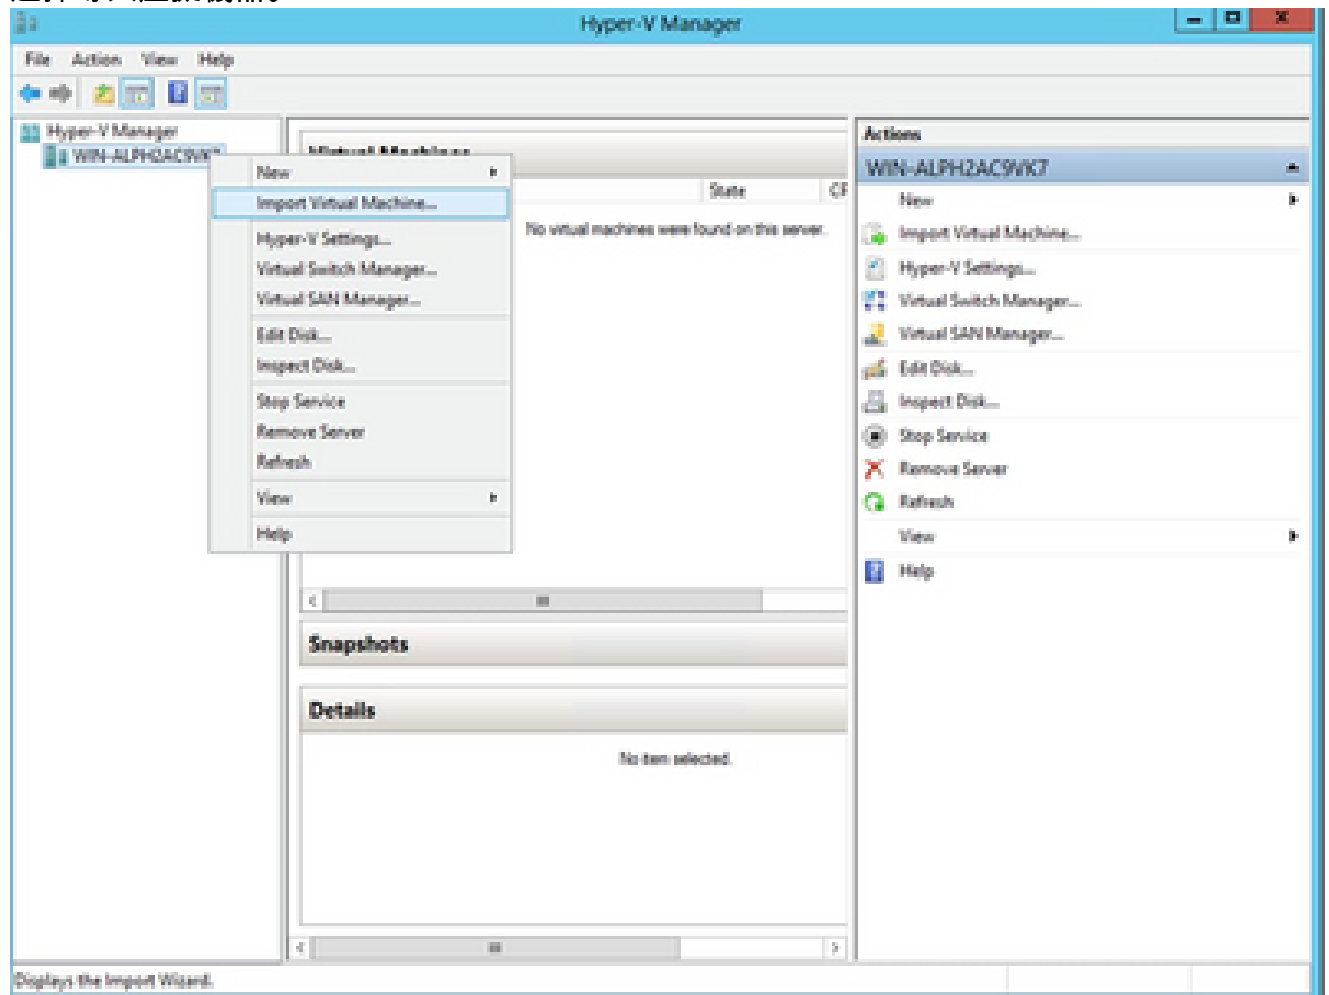 Hyper-V Manager
File Action View Help
Hyper-V Manager
New
Import Virtual Machine...
Hyper-V Settings...
Virtual Switch Manager...
Virtual SAN Manager...
Edit Disk...
Inspect Disk...
Stop Service
Remove Server
Refresh
View
Help
Virtual Machines
State
No virtual machines were found on this server.
Snapshots
Details
No item selected.
Actions
WIN-ALPH2AC9VK7
New
Import Virtual Machine...
Hyper-V Settings...
Virtual Switch Manager...
Virtual SAN Manager...
Edit Disk...
Inspect Disk...
Stop Service
Remove Server
Refresh
View
Help
Displays the Import Wizard.